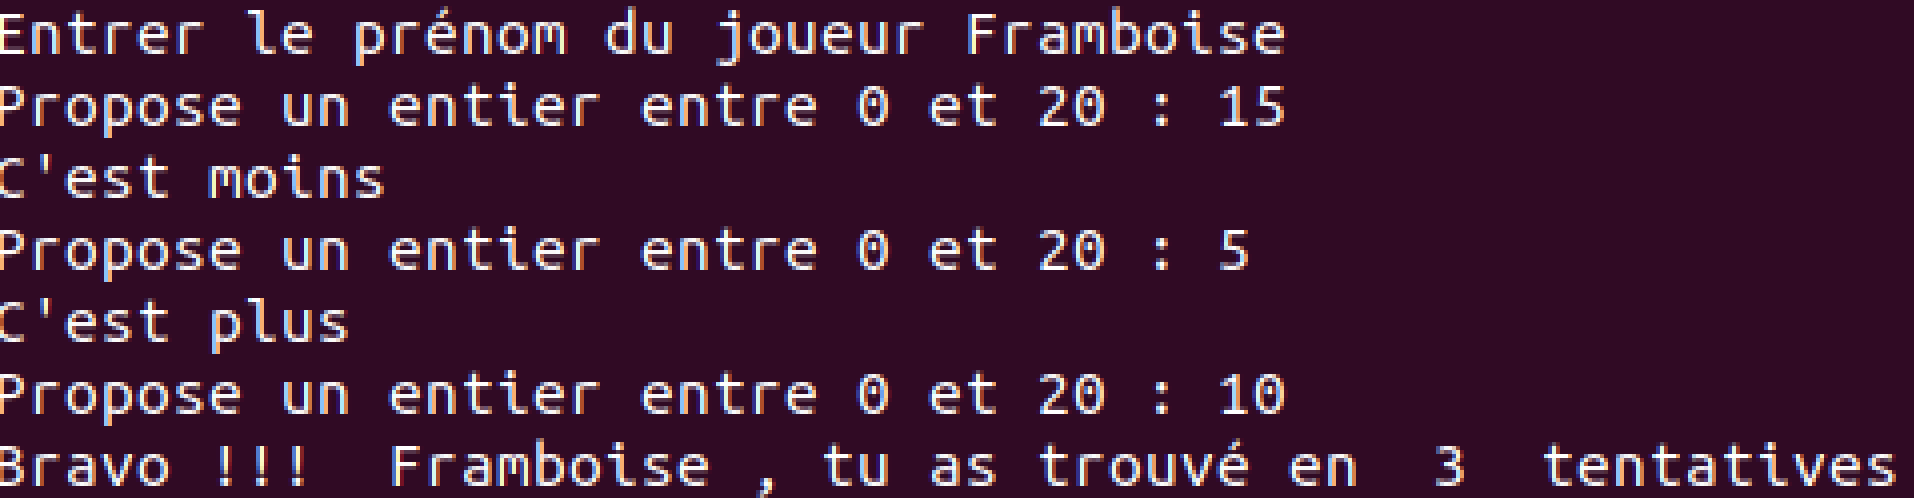 Entrer le prénom du joueur Framboise
Propose un entier entre 0 et 20 : 15
C'est moins
Propose un entier entre 0 et 20 : 5
C'est plus
Propose un entier entre 0 et 20 : 10
Bravo !!!  Framboise , tu as trouvé en  3  tentatives